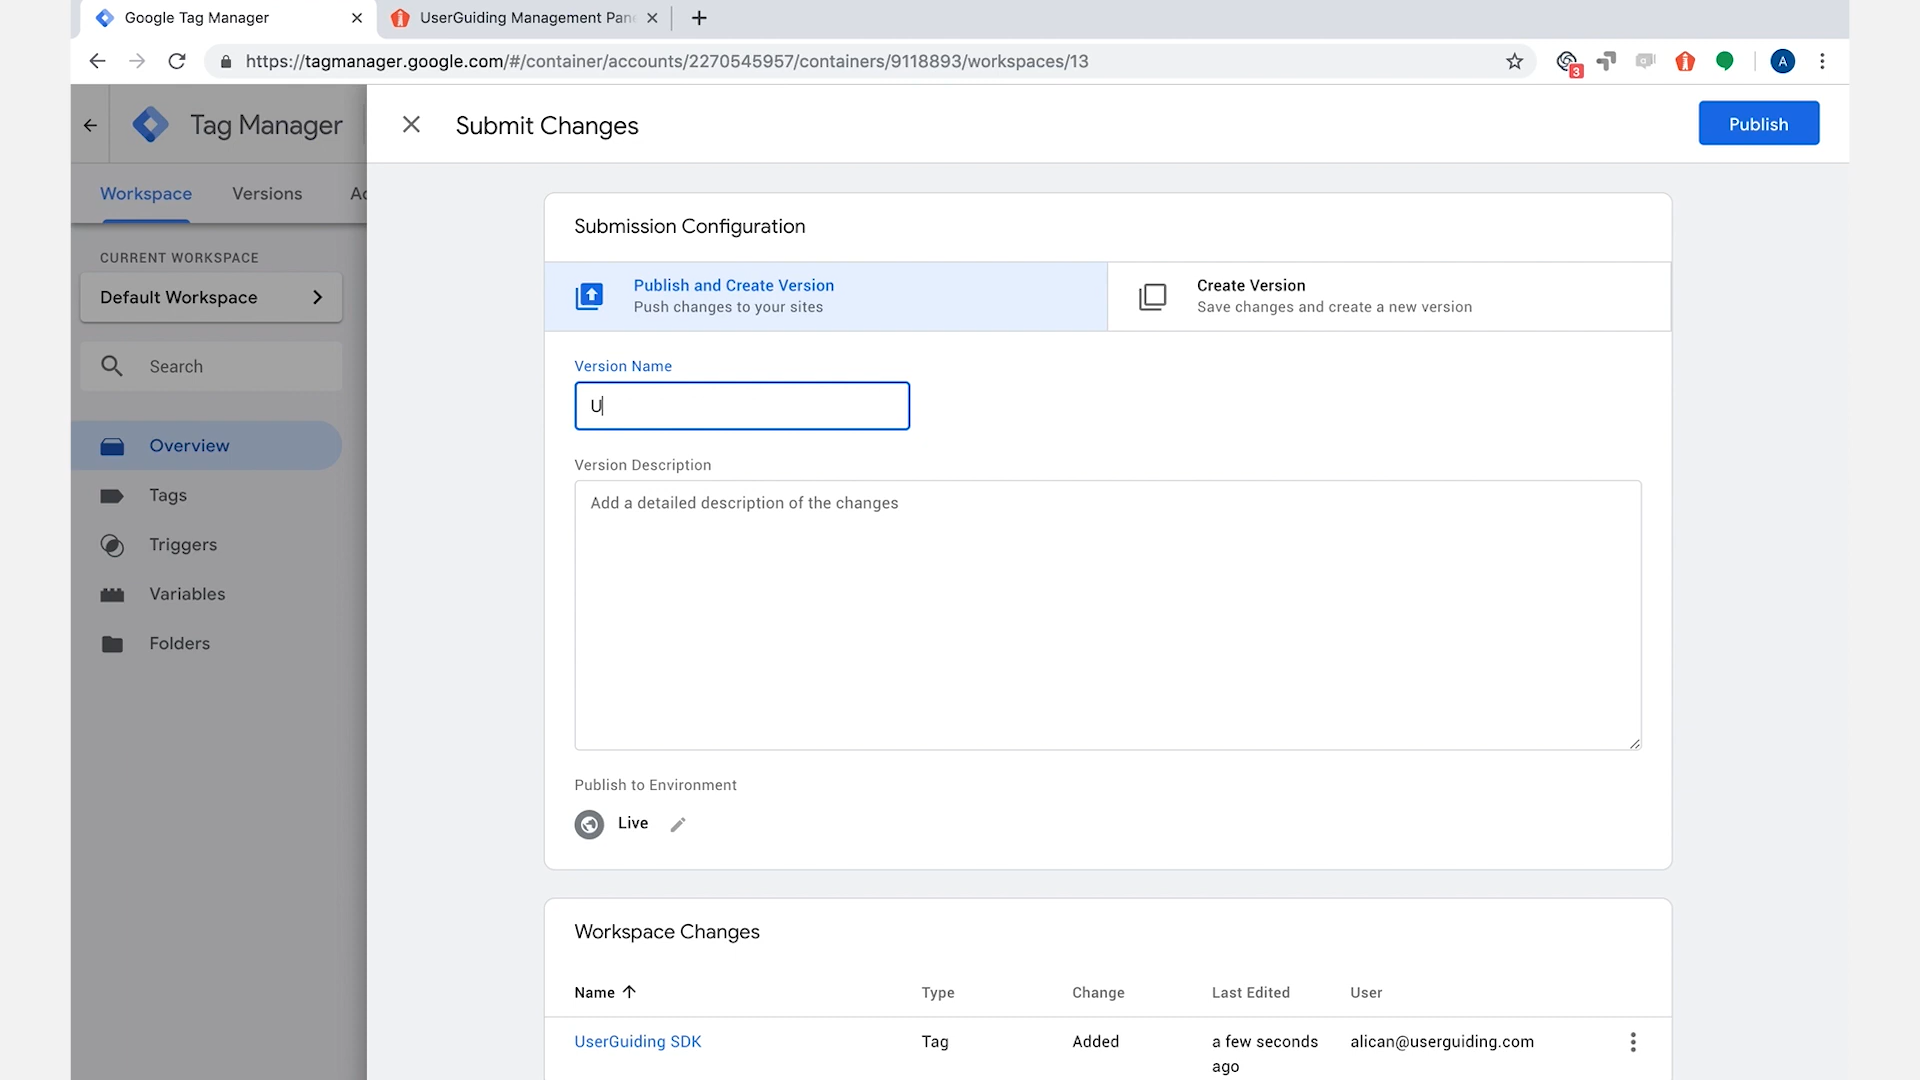 Google Tag Manager
UserGuiding Management Pan
https://tagmanager.google.com/#/container/accounts/2270545957/containers/9118893/workspaces/13
3
A
Tag Manager
Submit Changes
Publish
Workspace
Versions
Ad
Submission Configuration
CURRENT WORKSPACE
Default Workspace
Publish and Create Version
Push changes to your sites
Create Version
Save changes and create a new version
Search
Version Name
U
Overview
Tags
Triggers
Variables
Folders
Version Description
Add a detailed description of the changes
Publish to Environment
Live
Workspace Changes
Name Type Change Last Edited User
UserGuiding SDK Tag Added a few seconds alican@userguiding.com
ago